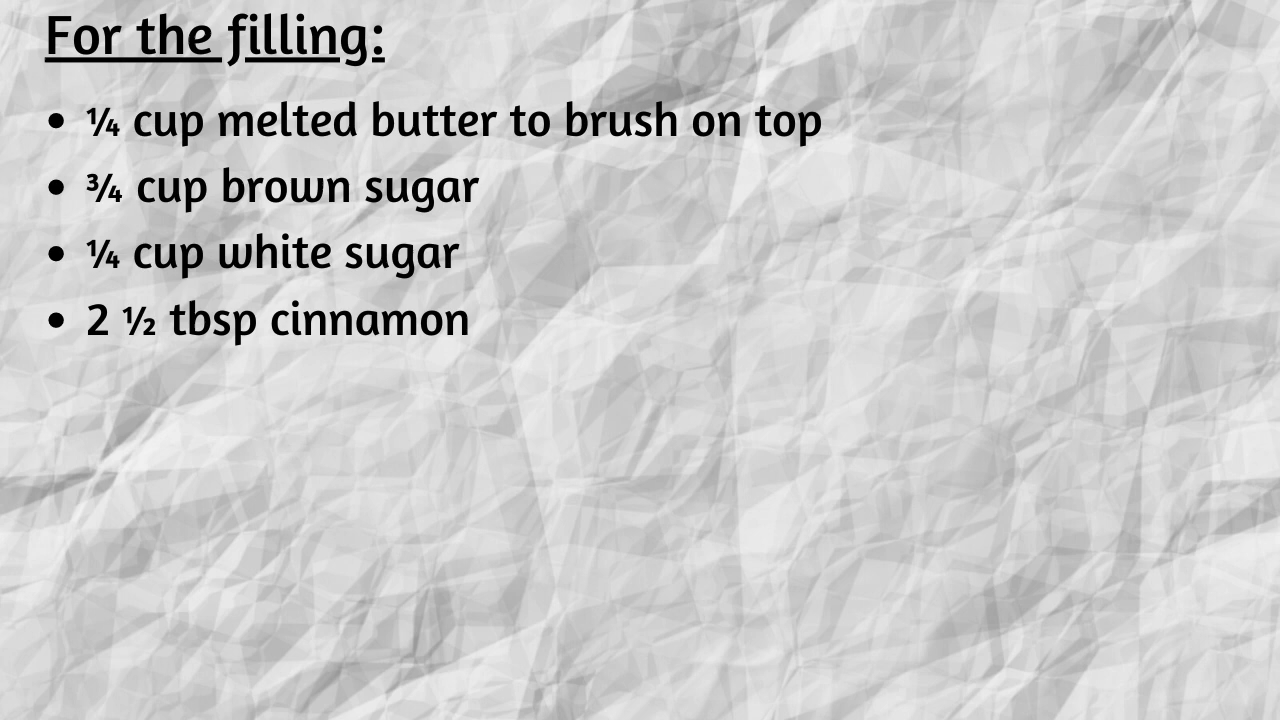 For the filling:
• ¼ cup melted butter to brush on top
• ¾ cup brown sugar
• ¼ cup white sugar
• 2 ½ tbsp cinnamon